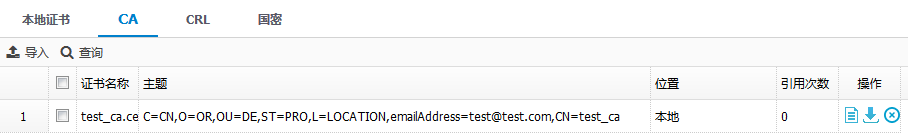 本地证书 CA CRL 国密
导入 查询
证书名称 主题 位置 引用次数 操作
1 test_ca.ce C=CN,O=OR,OU=DE,ST=PRO,L=LOCATION,emailAddress=test@test.com,CN=test_ca 本地 0